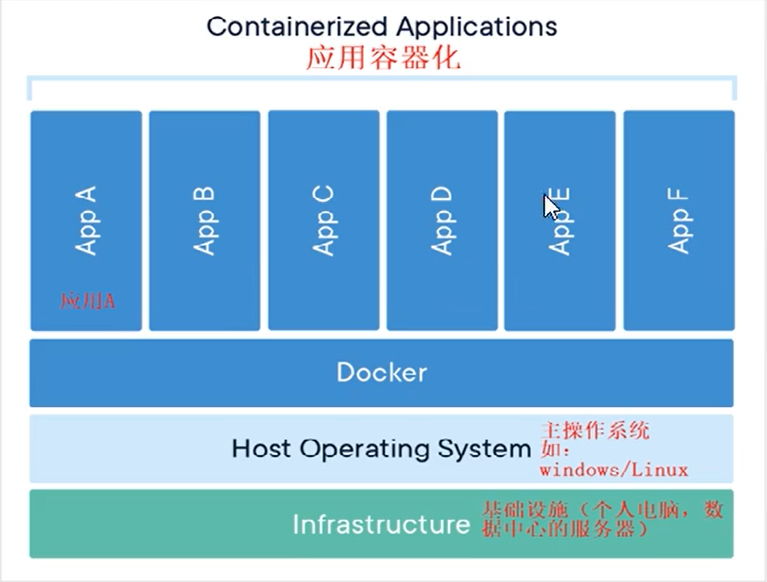 Containerized Applications
应用容器化
App A
App B
App C
App D
App E
App F
应用A
Docker
Host Operating System
主操作系统
如:
windows/Linux
Infrastructure
基础设施（个人电脑，数
据中心的服务器）